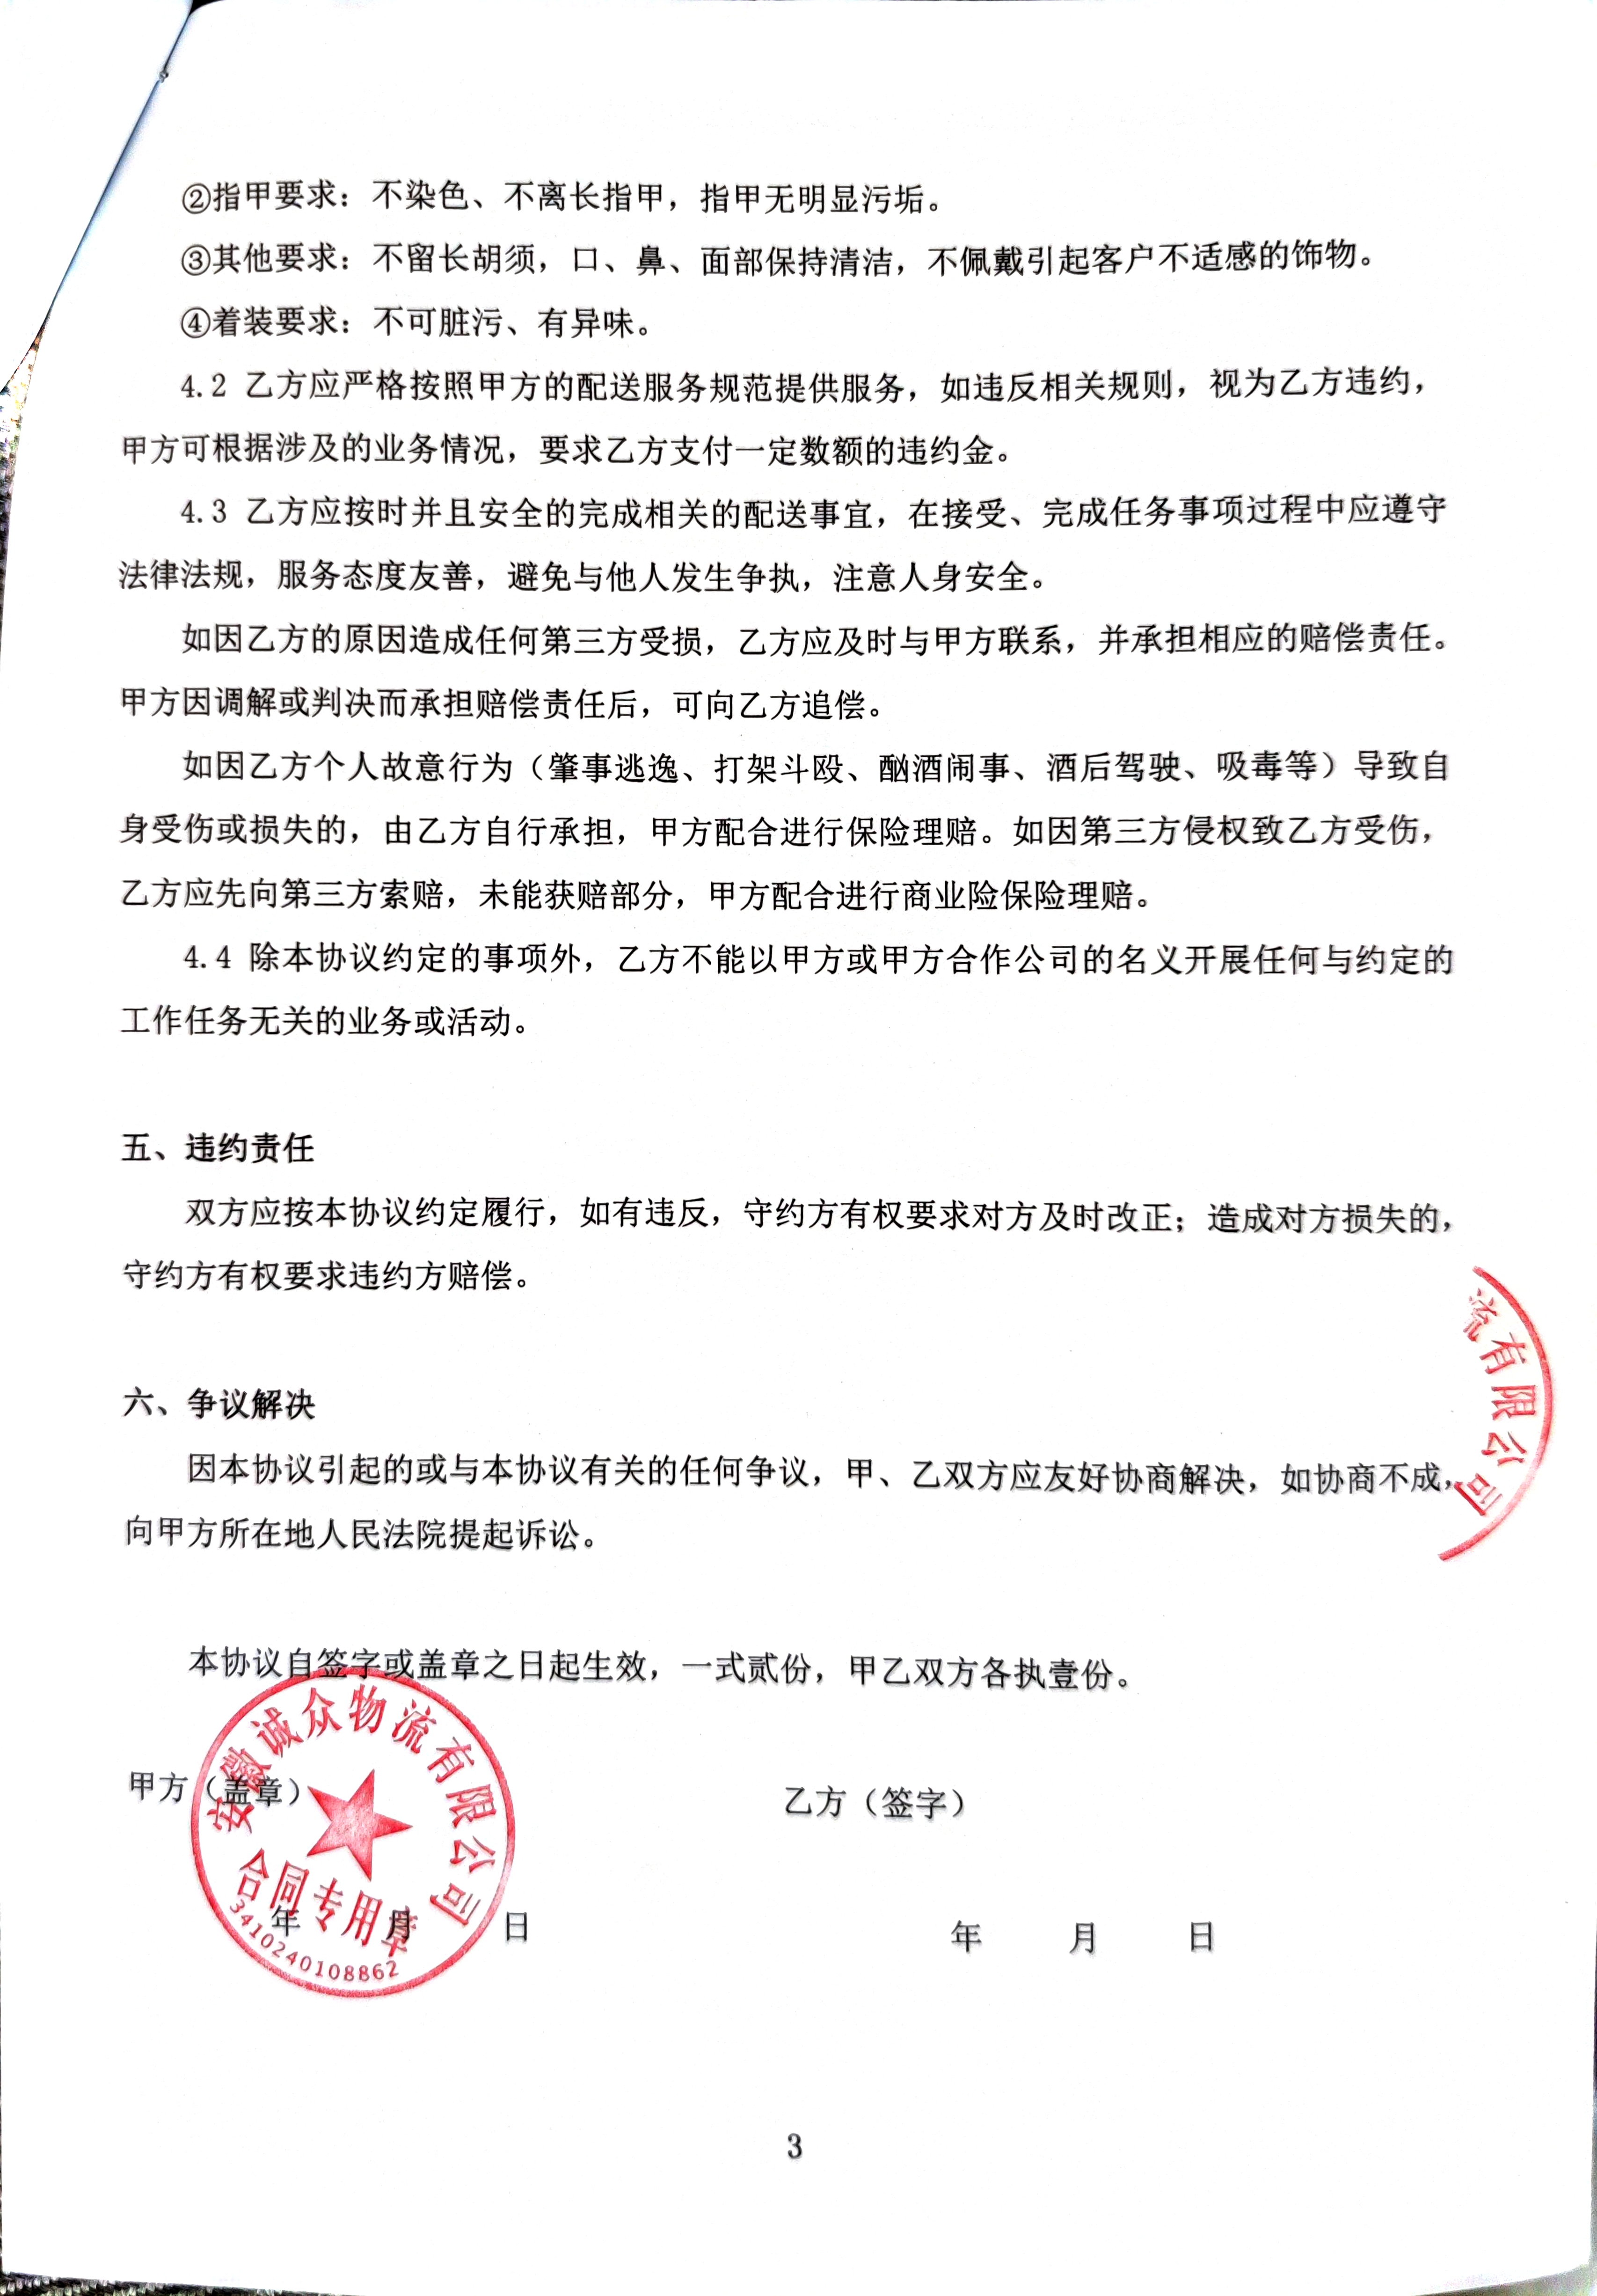 ②指甲要求：不染色、不离长指甲，指甲无明显污垢。
③其他要求：不留长胡须，口、鼻、面部保持清洁，不佩戴引起客户不适感的饰物。
④着装要求：不可脏污、有异味。
4.2 乙方应严格按照甲方的配送服务规范提供服务，如违反相关规则，视为乙方违约，
甲方可根据涉及的业务情况，要求乙方支付一定数额的违约金。
4.3 乙方应按时并且安全的完成相关的配送事宜，在接受、完成任务事项过程中应遵守
法律法规，服务态度友善，避免与他人发生争执，注意人身安全。
如因乙方的原因造成任何第三方受损，乙方应及时与甲方联系，并承担相应的赔偿责任。
甲方因调解或判决而承担赔偿责任后，可向乙方追偿。
如因乙方个人故意行为（肇事逃逸、打架斗殴、酗酒闹事、酒后驾驶、吸毒等）导致自
身受伤或损失的，由乙方自行承担，甲方配合进行保险理赔。如因第三方侵权致乙方受伤，
乙方应先向第三方索赔，未能获赔部分，甲方配合进行商业险保险理赔。
4.4 除本协议约定的事项外，乙方不能以甲方或甲方合作公司的名义开展任何与约定的
工作任务无关的业务或活动。
五、违约责任
双方应按本协议约定履行，如有违反，守约方有权要求对方及时改正；造成对方损失的，
守约方有权要求违约方赔偿。
流有限公司
六、争议解决
因本协议引起的或与本协议有关的任何争议，甲、乙双方应友好协商解决，如协商不成，
向甲方所在地人民法院提起诉讼。
本协议自签字或盖章之日起生效，一式贰份，甲乙双方各执壹份。
安徽诚众物流有限公司
甲方（盖章） 乙方（签字）
合同专用章
年 月 日 年 月 日
3410240108862
3